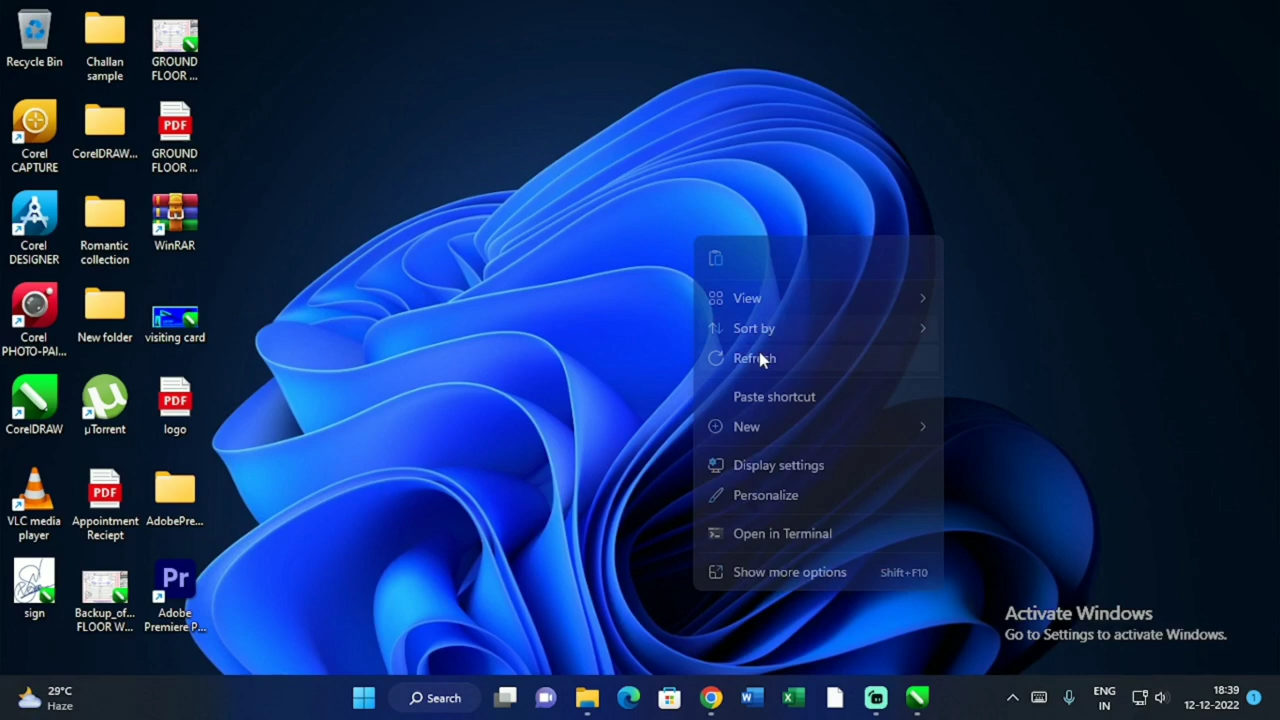 Recycle Bin
Challan
sample
GROUND
FLOOR ...
Corel
CAPTURE
CorelDRAW...
PDF
GROUND
FLOOR ...
Corel
DESIGNER
Romantic
collection
WinRAR
Corel
PHOTO-PAI...
New folder
visiting card
CorelDRAW
µTorrent
PDF
logo
VLC media
player
PDF
Appointment
Reciept
AdobePre...
sign
Backup_of...
FLOOR W...
Pr
Adobe
Premiere P...
View
Sort by
Refresh
Paste shortcut
New
Display settings
Personalize
Open in Terminal
Show more options Shift+F10
Activate Windows
Go to Settings to activate Windows.
29°C
Haze
Search
ENG
IN
18:39
12-12-2022
1